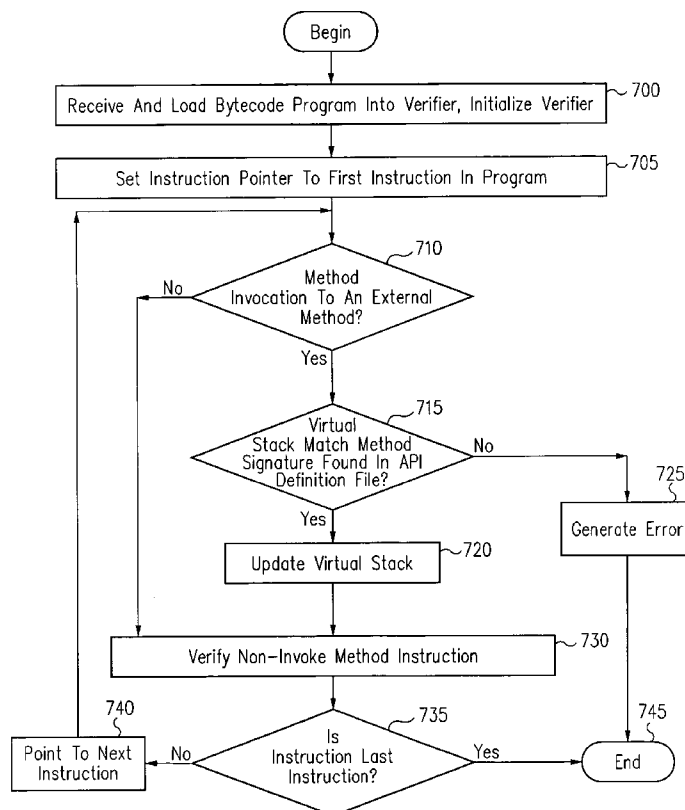 Begin
Receive And Load Bytecode Program Into Verifier, Initialize Verifier
700
Set Instruction Pointer To First Instruction In Program
705
710
Method
Invocation To An External
Method?
No
Yes
715
Virtual
Stack Match Method
Signature Found In API
Definition File?
No
Yes
725
Generate Error
Update Virtual Stack
720
Verify Non-Invoke Method Instruction
730
740
Point To Next
Instruction
No
735
Is
Instruction Last
Instruction?
Yes
745
End